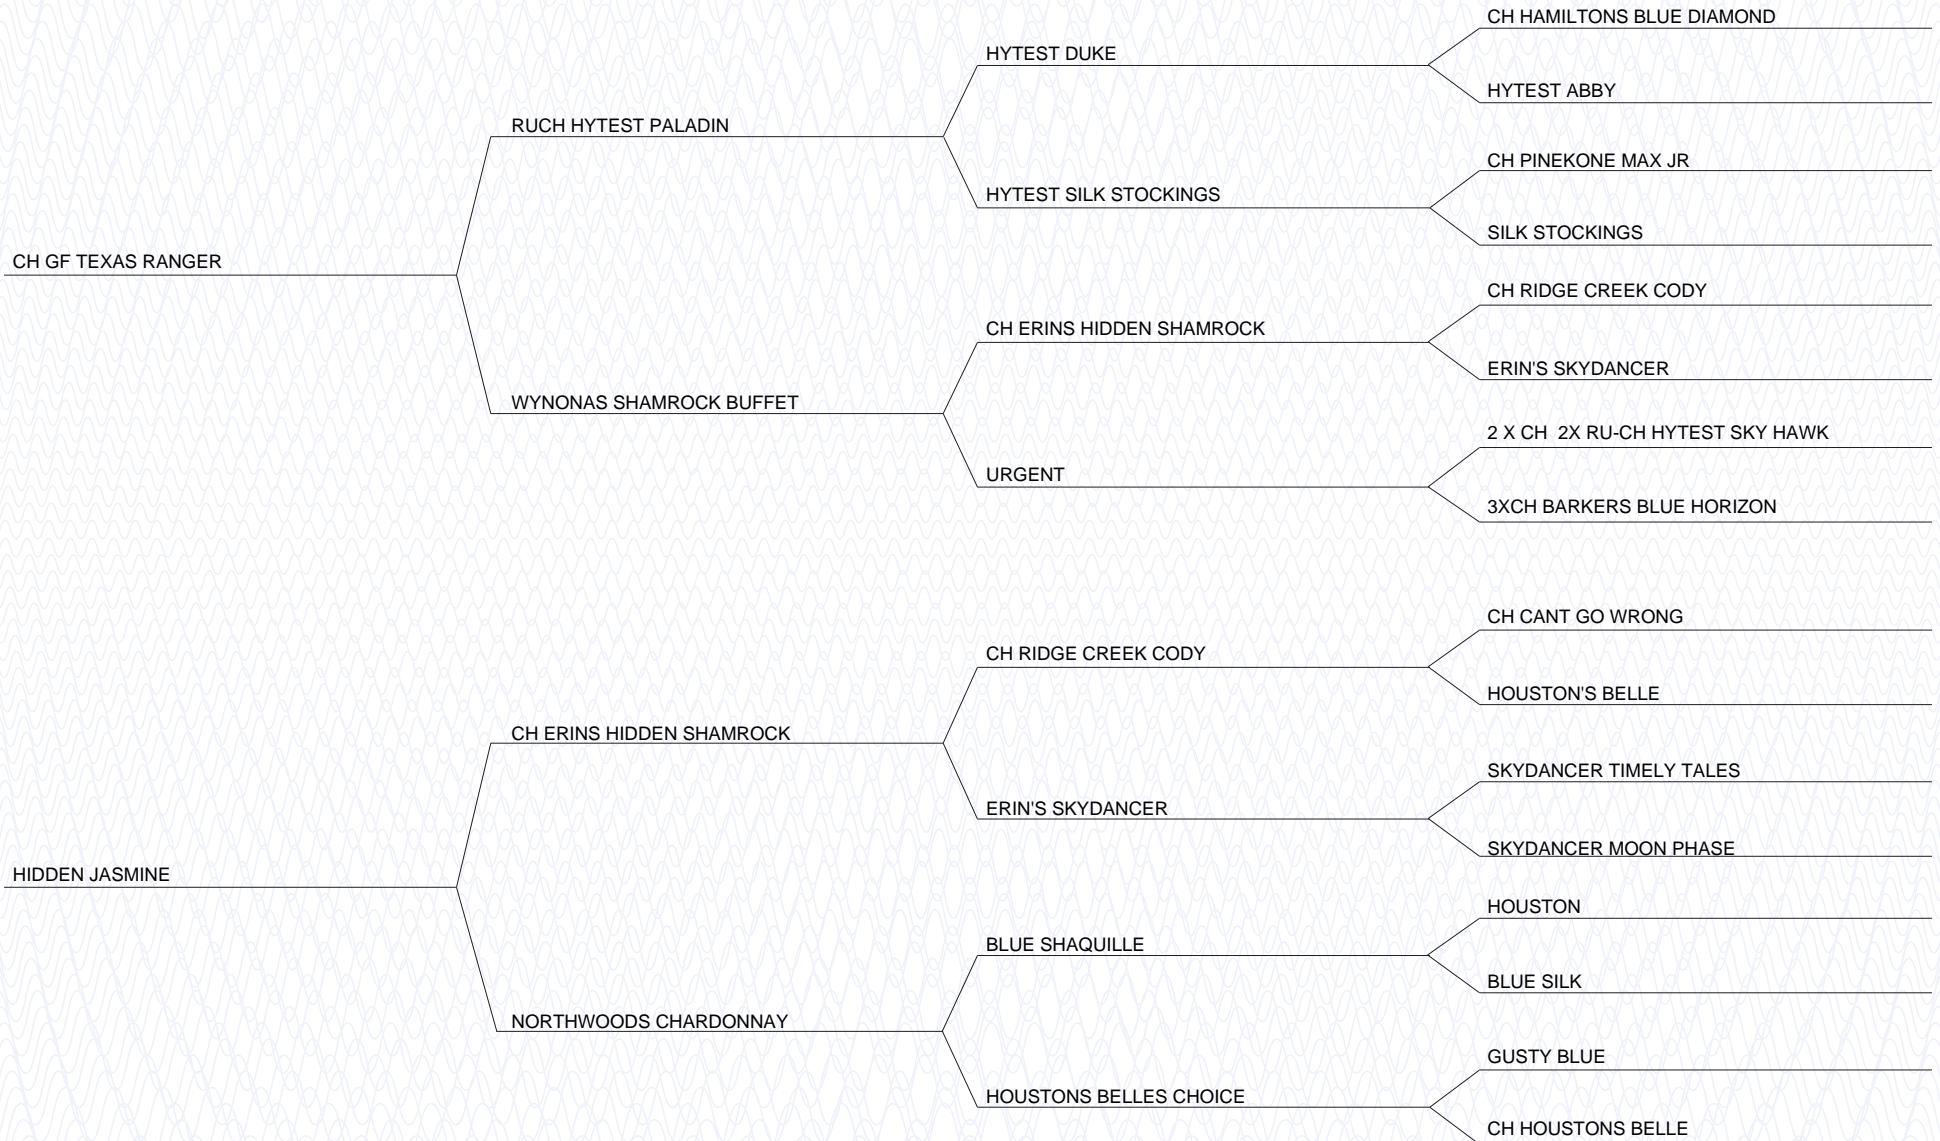 CH HAMILTONS BLUE DIAMOND
HYTEST DUKE
HYTEST ABBY
RUCH HYTEST PALADIN
CH PINEKONE MAX JR
HYTEST SILK STOCKINGS
SILK STOCKINGS
CH GF TEXAS RANGER
CH RIDGE CREEK CODY
CH ERINS HIDDEN SHAMROCK
ERIN'S SKYDANCER
WYNONAS SHAMROCK BUFFET
2 X CH  2X RU-CH HYTEST SKY HAWK
URGENT
3XCH BARKERS BLUE HORIZON
CH CANT GO WRONG
CH RIDGE CREEK CODY
HOUSTON'S BELLE
CH ERINS HIDDEN SHAMROCK
SKYDANCER TIMELY TALES
ERIN'S SKYDANCER
SKYDANCER MOON PHASE
HIDDEN JASMINE
HOUSTON
BLUE SHAQUILLE
BLUE SILK
NORTHWOODS CHARDONNAY
GUSTY BLUE
HOUSTONS BELLES CHOICE
CH HOUSTONS BELLE